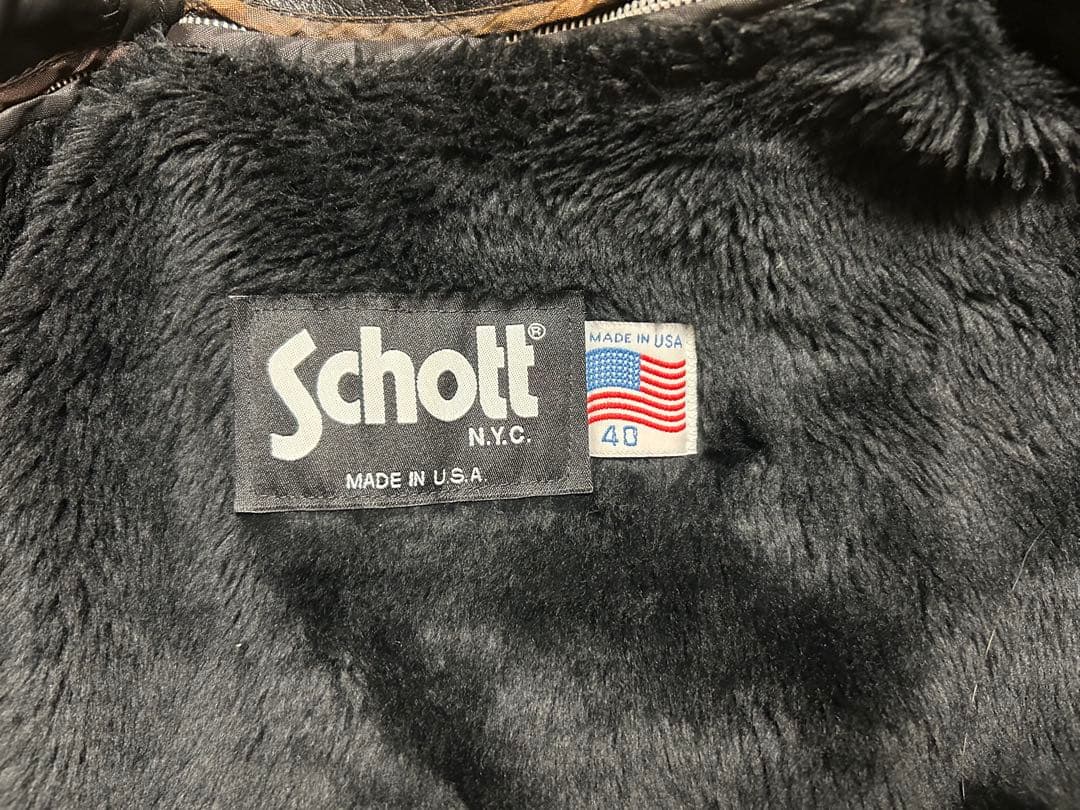 Schott®
N.Y.C.
MADE IN U.S.A
MADE IN USA
40